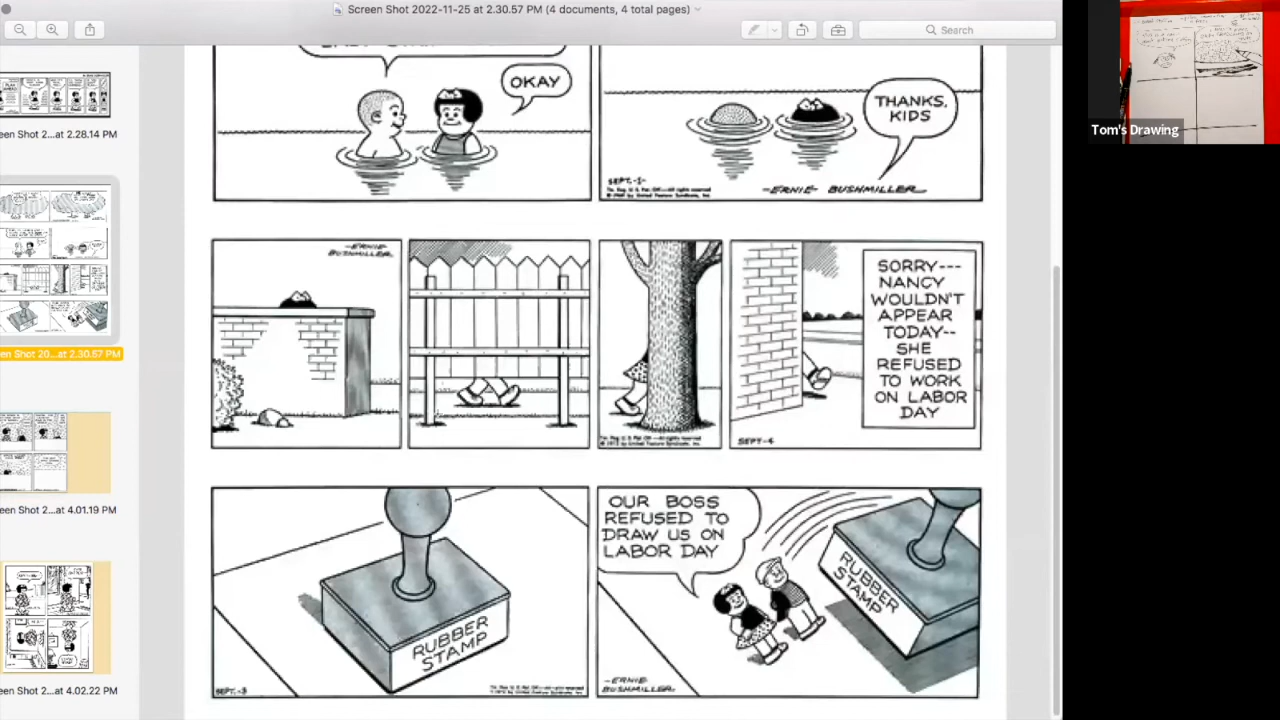 Screen Shot 2022-11-25 at 2.30.57 PM (4 documents, 4 total pages)
Search
een Shot 2...at 2.28.14 PM
een Shot 20...at 2.30.57 PM
een Shot 2...at 4.01.19 PM
een Shot 2...at 4.02.22 PM
OKAY
THANKS,
KIDS
SEPT.-1-
-ERNIE BUSHMILLER-
-ERNIE
BUSHMILLER-
SORRY---
NANCY
WOULDN'T
APPEAR
TODAY--
SHE
REFUSED
TO WORK
ON LABOR
DAY
SEPT-4
RUBBER
STAMP
SEPT.-3
OUR BOSS
REFUSED TO
DRAW US ON
LABOR DAY
RUBBER
STAMP
-ERNIE
BUSHMILLER-
Tom's Drawing